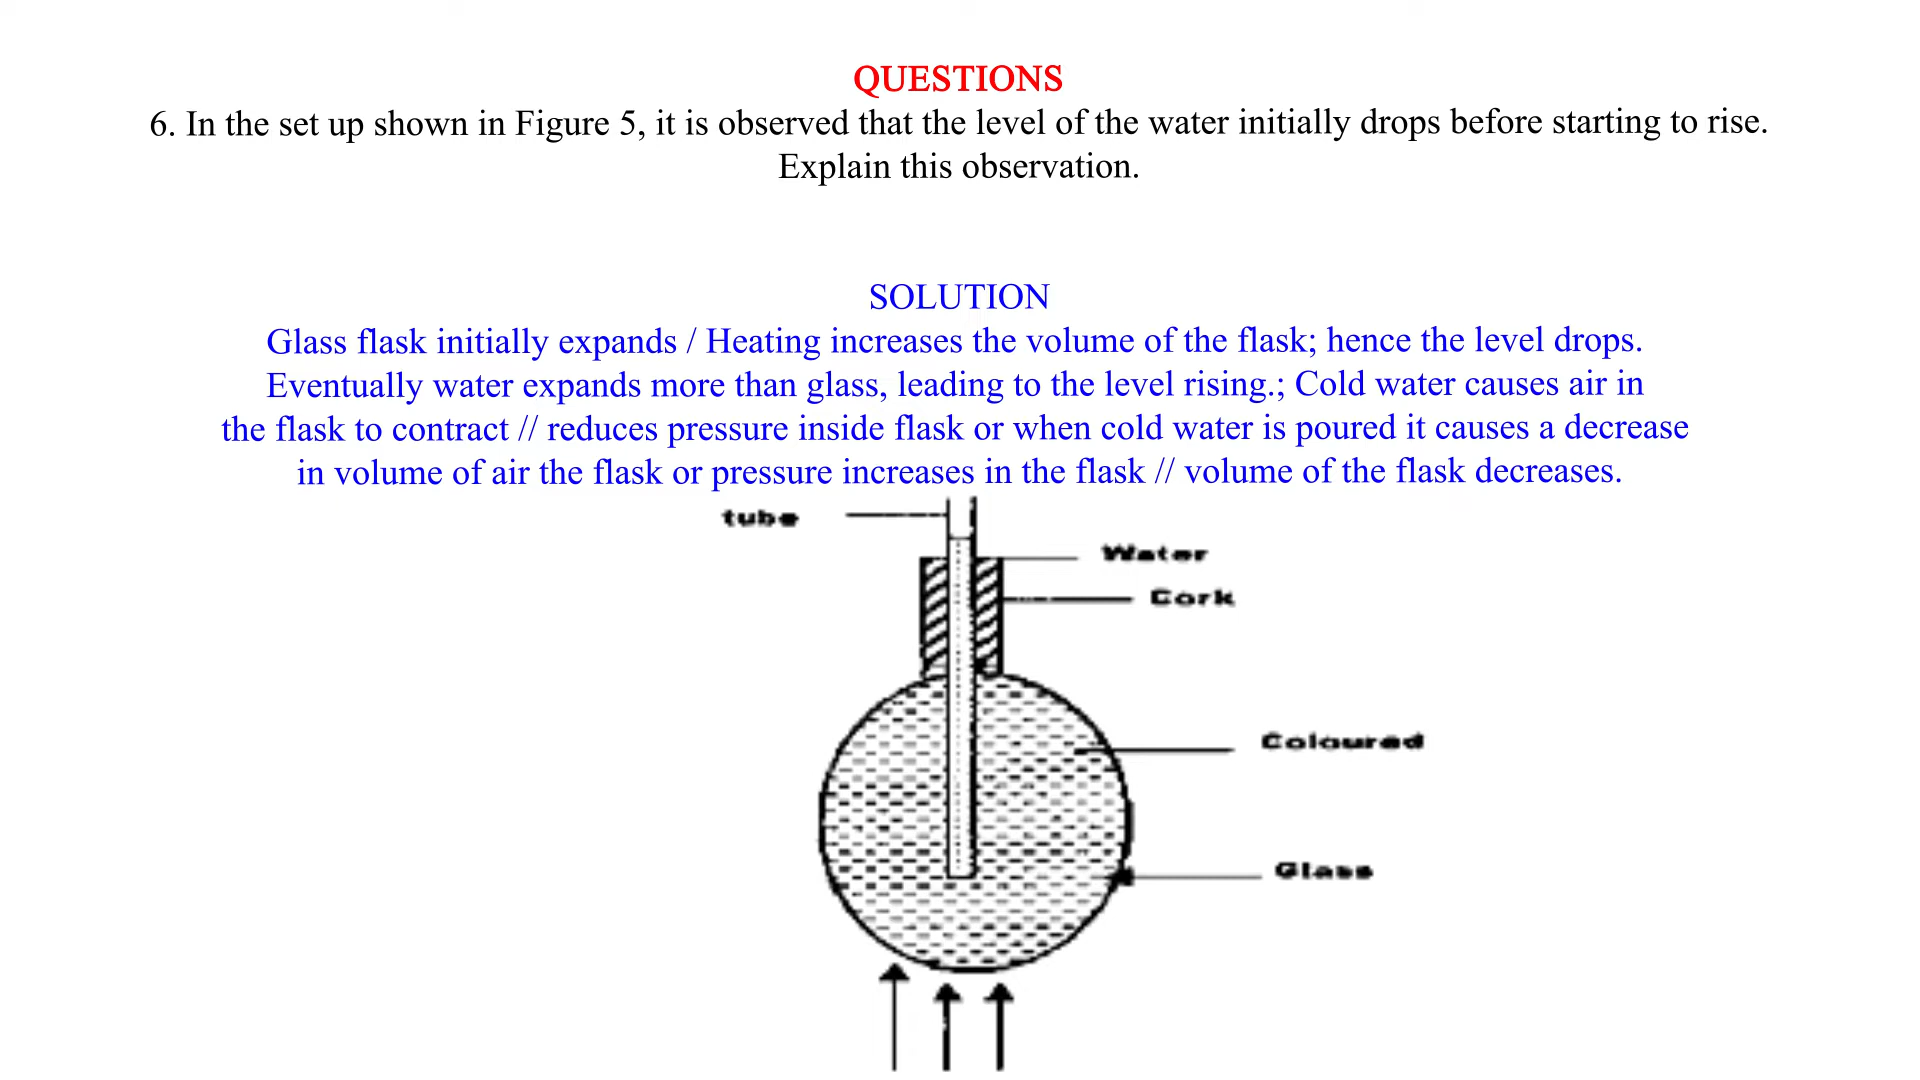 QUESTIONS
6. In the set up shown in Figure 5, it is observed that the level of the water initially drops before starting to rise.
Explain this observation.
SOLUTION
Glass flask initially expands / Heating increases the volume of the flask; hence the level drops.
Eventually water expands more than glass, leading to the level rising.; Cold water causes air in
the flask to contract // reduces pressure inside flask or when cold water is poured it causes a decrease
in volume of air the flask or pressure increases in the flask // volume of the flask decreases.
tube
Water
Cork
Coloured
Glass